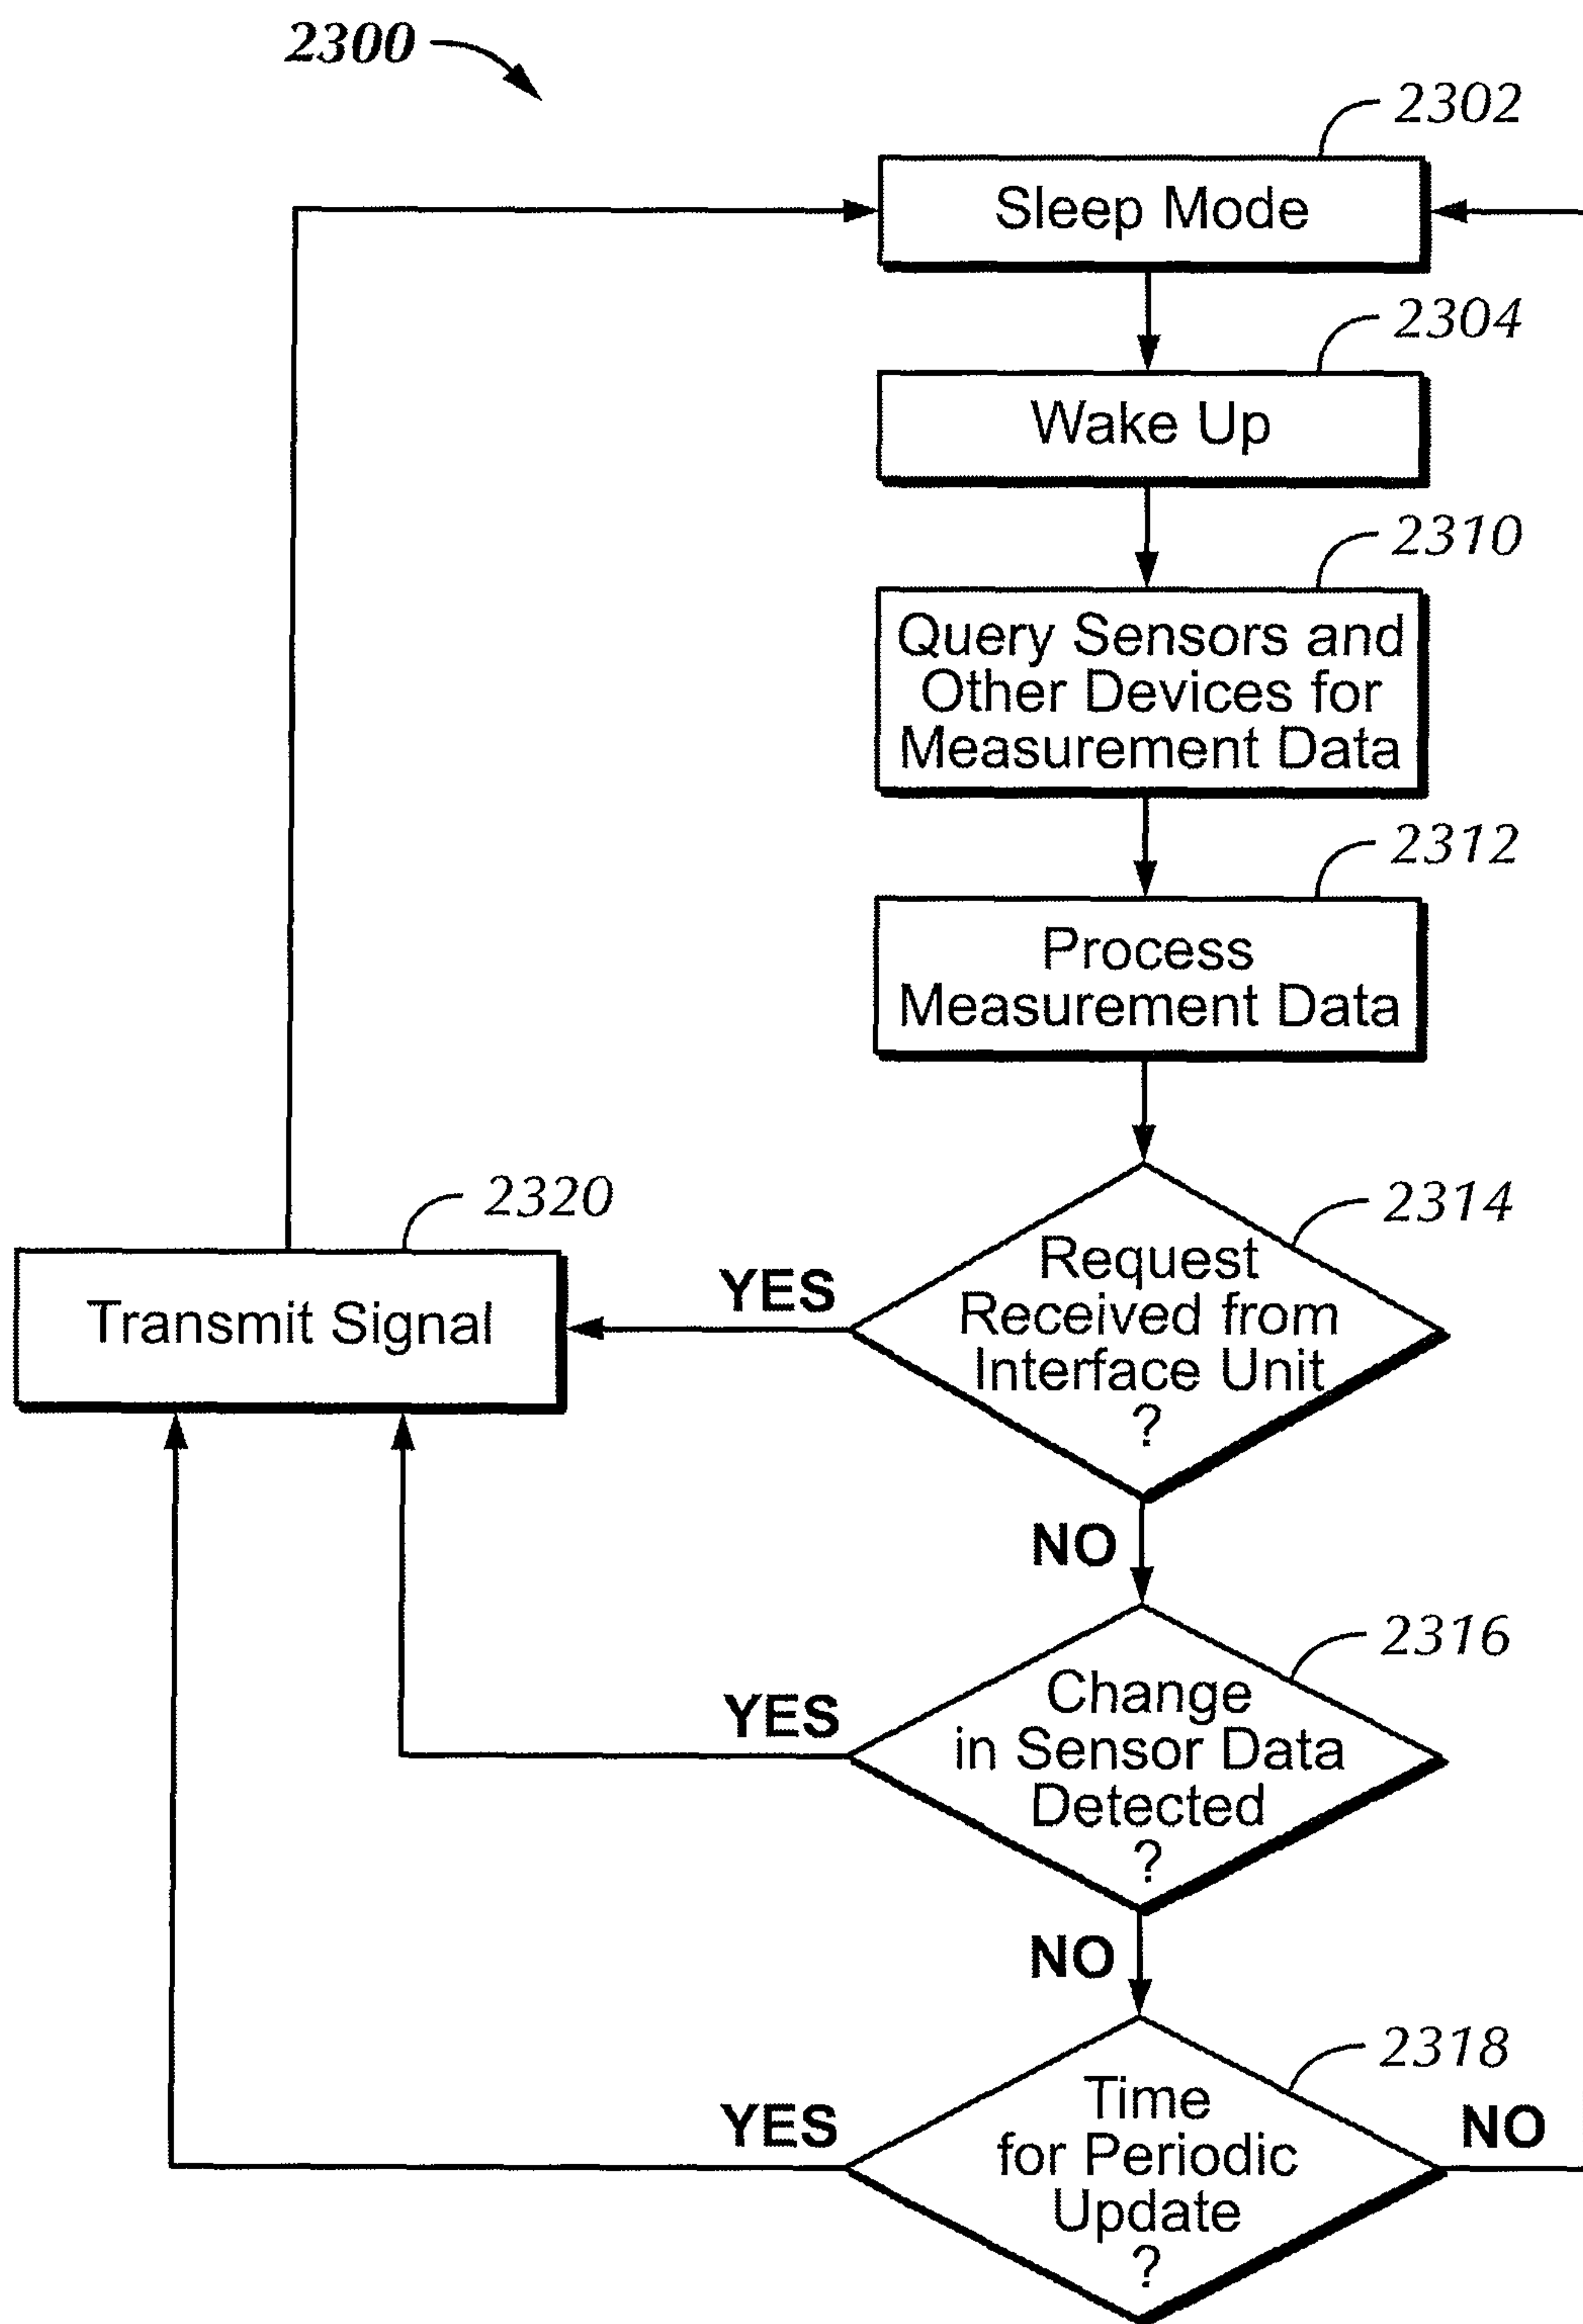 2300
2302
Sleep Mode
2304
Wake Up
2310
Query Sensors and
Other Devices for
Measurement Data
2312
Process
Measurement Data
2314
Request
Received from
Interface Unit
?
YES
2320
Transmit Signal
NO
2316
Change
in Sensor Data
Detected
?
YES
NO
2318
Time
for Periodic
Update
?
YES
NO